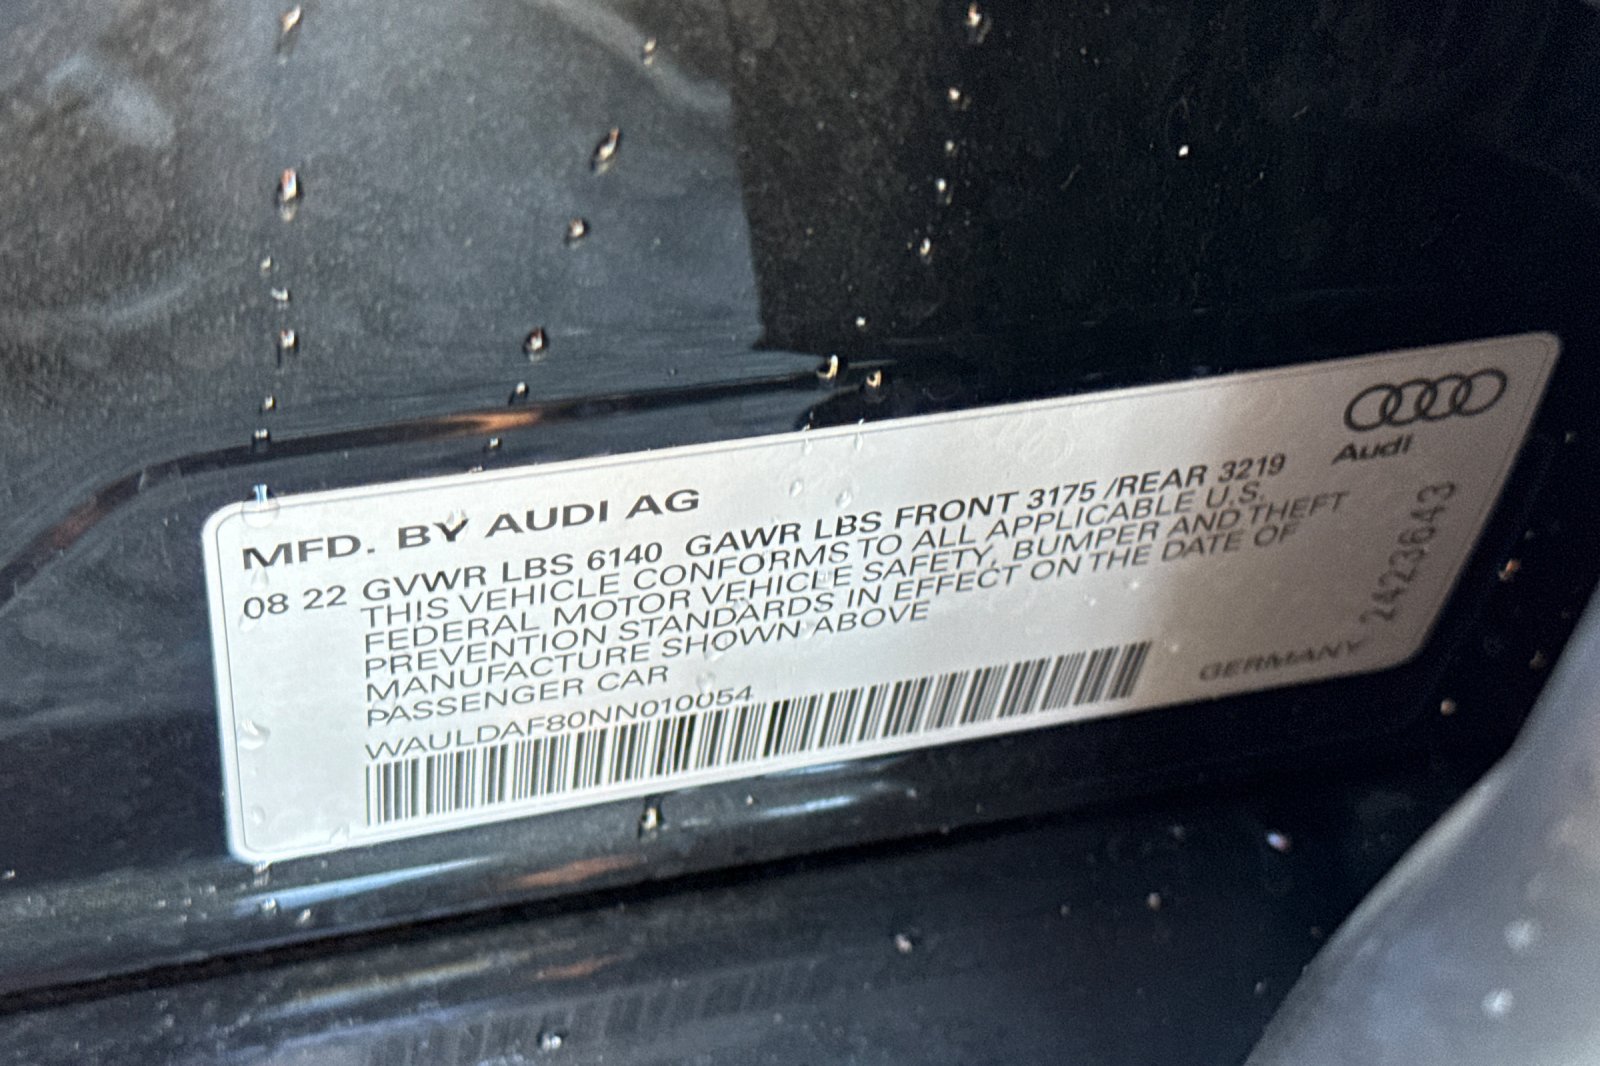 Audi
MFD. BY AUDI AG
08 22 GVWR LBS 6140 GAWR LBS FRONT 3175 /REAR 3219
THIS VEHICLE CONFORMS TO ALL APPLICABLE U.S.
FEDERAL MOTOR VEHICLE SAFETY, BUMPER AND THEFT
PREVENTION STANDARDS IN EFFECT ON THE DATE OF
MANUFACTURE SHOWN ABOVE
PASSENGER CAR
WAULDAF80NN010054
GERMANY
2423643